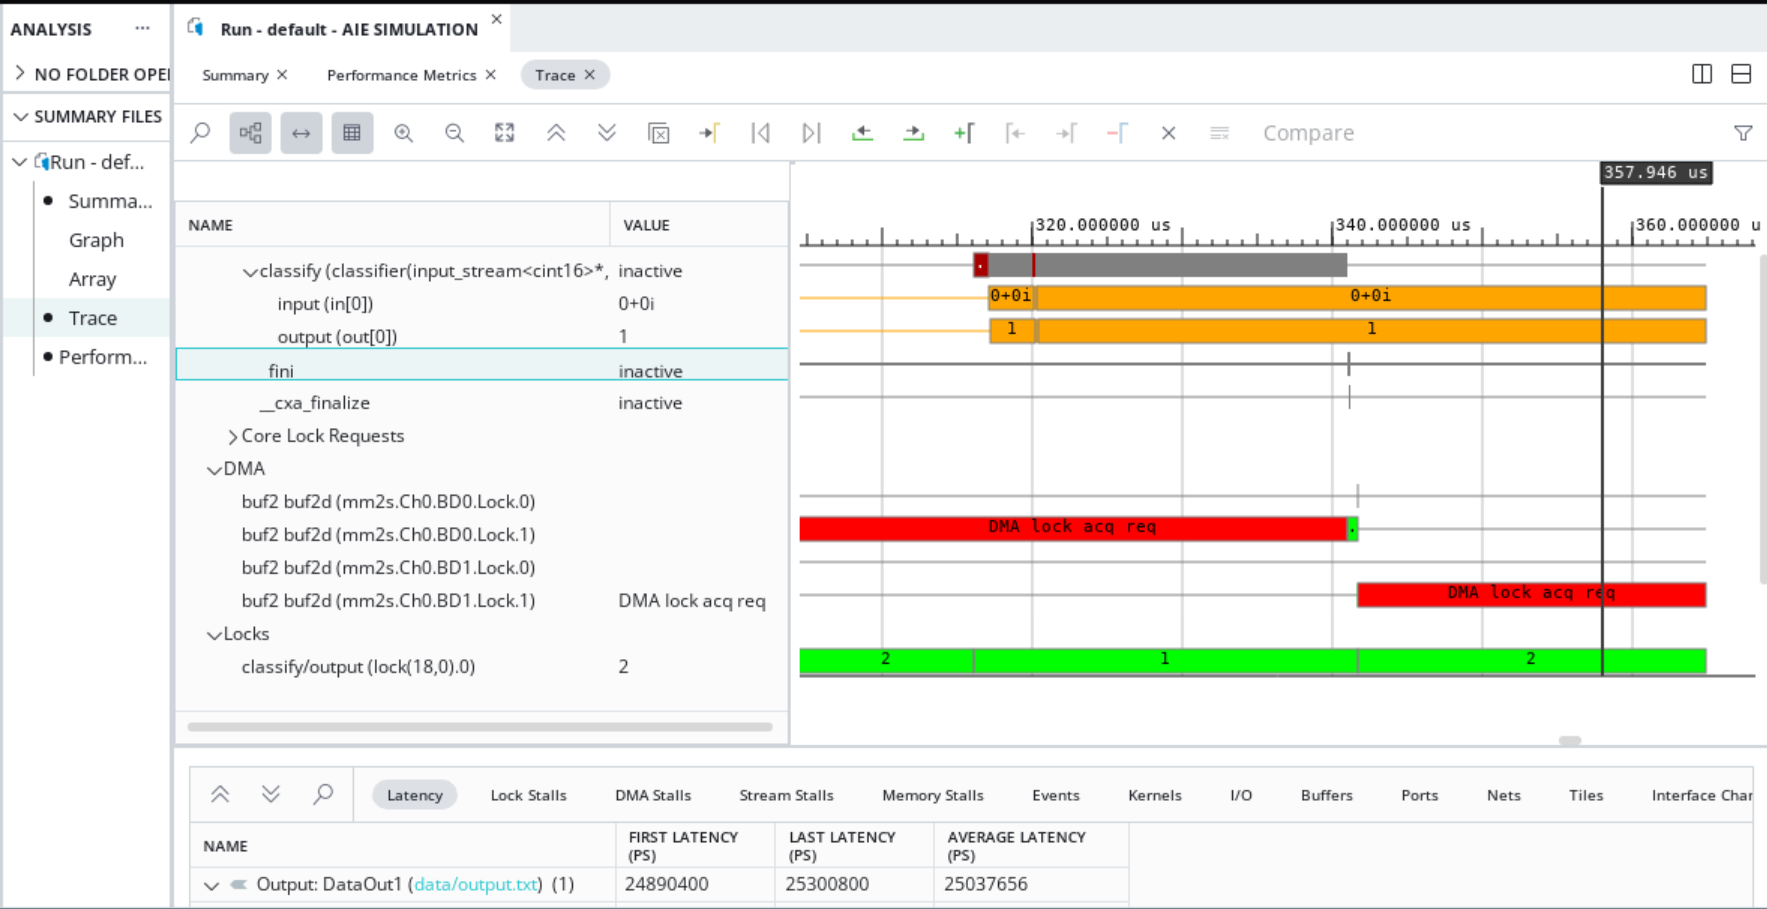 ANALYSIS ···
Run - default - AIE SIMULATION
NO FOLDER OPE
Summary
Performance Metrics
Trace
SUMMARY FILES
Compare
Run - def...
Summa...
Graph
Array
Trace
Perform...
357.946 us
NAME VALUE
320.000000 us 340.000000 us 360.000000 u
classify (classifier(input_stream<cint16>*, inactive
input (in[0]) 0+0i 0+0i 0+0i
output (out[0]) 1 1 1
fini inactive
__cxa_finalize inactive
Core Lock Requests
DMA
buf2 buf2d (mm2s.Ch0.BD0.Lock.0)
buf2 buf2d (mm2s.Ch0.BD0.Lock.1) DMA lock acq req .
buf2 buf2d (mm2s.Ch0.BD1.Lock.0)
buf2 buf2d (mm2s.Ch0.BD1.Lock.1) DMA lock acq req DMA lock acq req
Locks
classify/output (lock(18,0).0) 2 2 1 2
Latency Lock Stalls DMA Stalls Stream Stalls Memory Stalls Events Kernels I/O Buffers Ports Nets Tiles Interface Char
NAME FIRST LATENCY (PS) LAST LATENCY (PS) AVERAGE LATENCY (PS)
Output: DataOut1 (data/output.txt) (1) 24890400 25300800 25037656